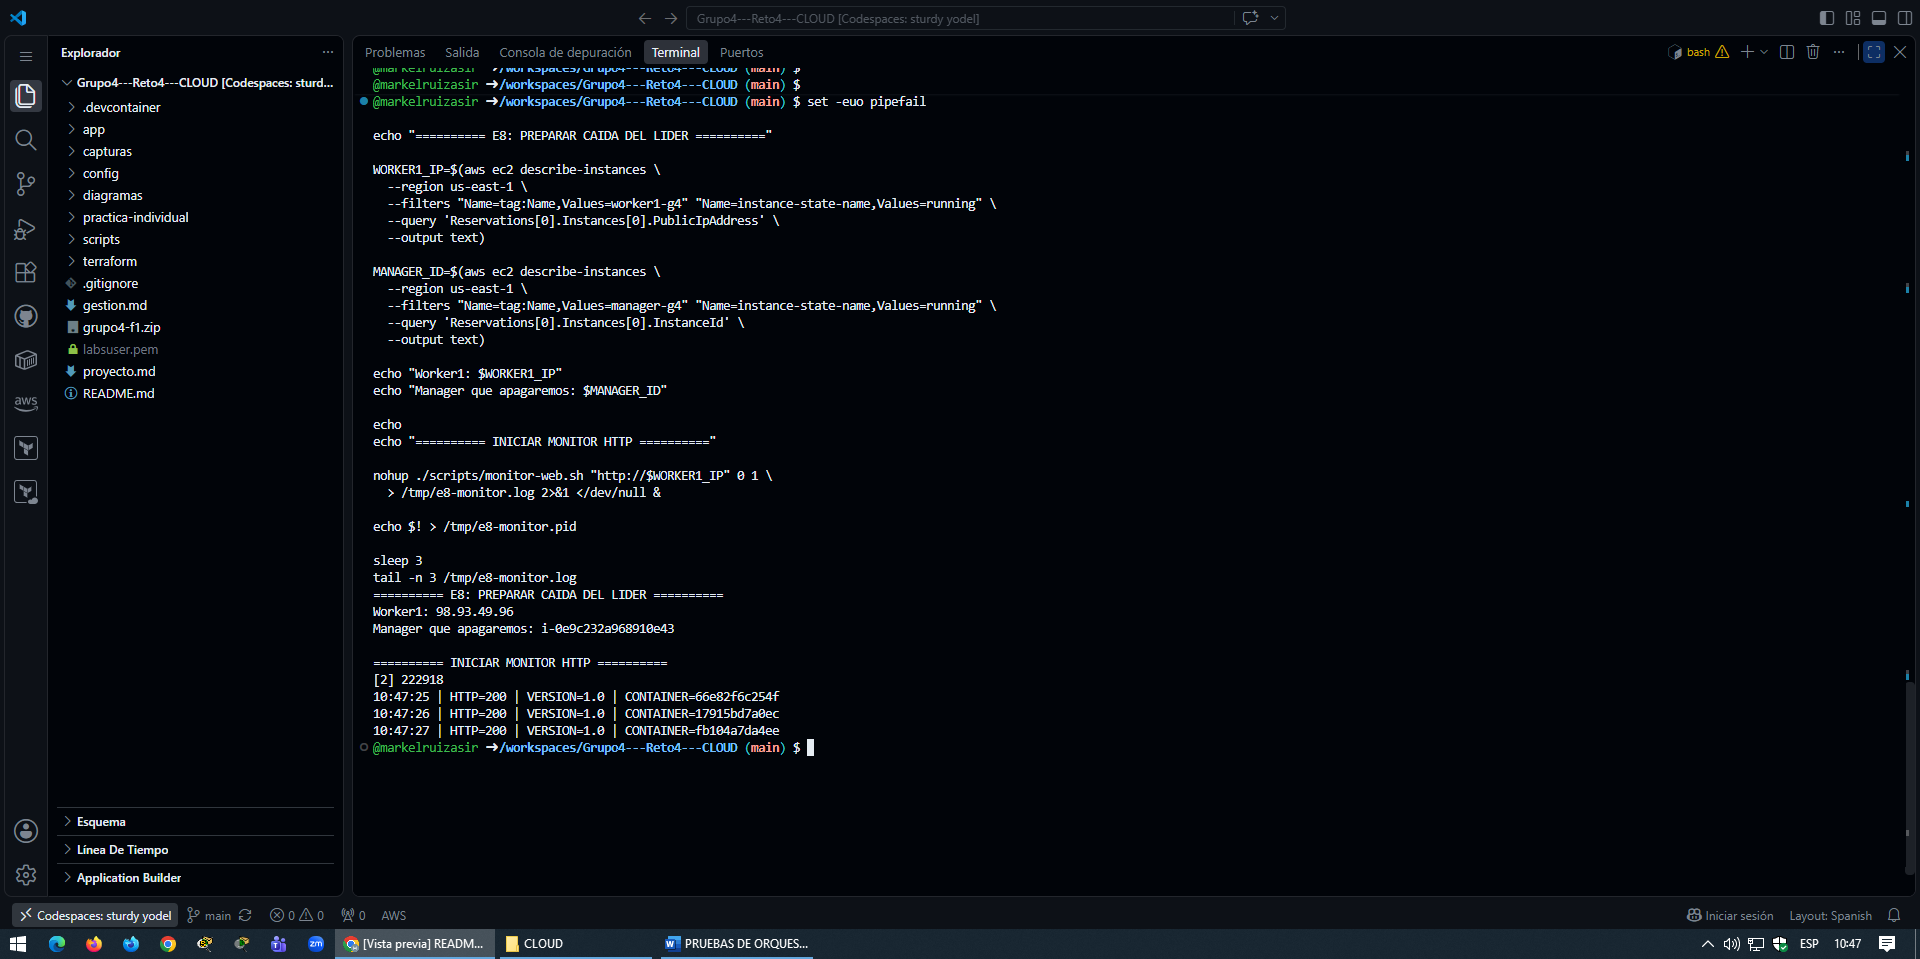 Grupo4---Reto4---CLOUD [Codespaces: sturdy yodel]
Explorador
Grupo4---Reto4---CLOUD [Codespaces: sturd...
.devcontainer
app
capturas
config
diagramas
practica-individual
scripts
terraform
.gitignore
gestion.md
grupo4-f1.zip
labsuser.pem
proyecto.md
README.md
Esquema
Línea De Tiempo
Application Builder
aws
Problemas Salida Consola de depuración Terminal Puertos
bash
@markelruizasir ➜/workspaces/Grupo4---Reto4---CLOUD (main) $
@markelruizasir ➜/workspaces/Grupo4---Reto4---CLOUD (main) $
@markelruizasir ➜/workspaces/Grupo4---Reto4---CLOUD (main) $ set -euo pipefail
echo "========== E8: PREPARAR CAIDA DEL LIDER =========="
WORKER1_IP=$(aws ec2 describe-instances \
--region us-east-1 \
--filters "Name=tag:Name,Values=worker1-g4" "Name=instance-state-name,Values=running" \
--query 'Reservations[0].Instances[0].PublicIpAddress' \
--output text)
MANAGER_ID=$(aws ec2 describe-instances \
--region us-east-1 \
--filters "Name=tag:Name,Values=manager-g4" "Name=instance-state-name,Values=running" \
--query 'Reservations[0].Instances[0].InstanceId' \
--output text)
echo "Worker1: $WORKER1_IP"
echo "Manager que apagaremos: $MANAGER_ID"
echo
echo "========== INICIAR MONITOR HTTP =========="
nohup ./scripts/monitor-web.sh "http://$WORKER1_IP" 0 1 \
> /tmp/e8-monitor.log 2>&1 </dev/null &
echo $! > /tmp/e8-monitor.pid
sleep 3
tail -n 3 /tmp/e8-monitor.log
========== E8: PREPARAR CAIDA DEL LIDER ==========
Worker1: 98.93.49.96
Manager que apagaremos: i-0e9c232a968910e43
========== INICIAR MONITOR HTTP ==========
[2] 222918
10:47:25 | HTTP=200 | VERSION=1.0 | CONTAINER=66e82f6c254f
10:47:26 | HTTP=200 | VERSION=1.0 | CONTAINER=17915bd7a0ec
10:47:27 | HTTP=200 | VERSION=1.0 | CONTAINER=fb104a7da4ee
@markelruizasir ➜/workspaces/Grupo4---Reto4---CLOUD (main) $
Codespaces: sturdy yodel main 0 0 0 AWS
Iniciar sesión Layout: Spanish
zm [Vista previa] READM... CLOUD PRUEBAS DE ORQUES... ESP 10:47